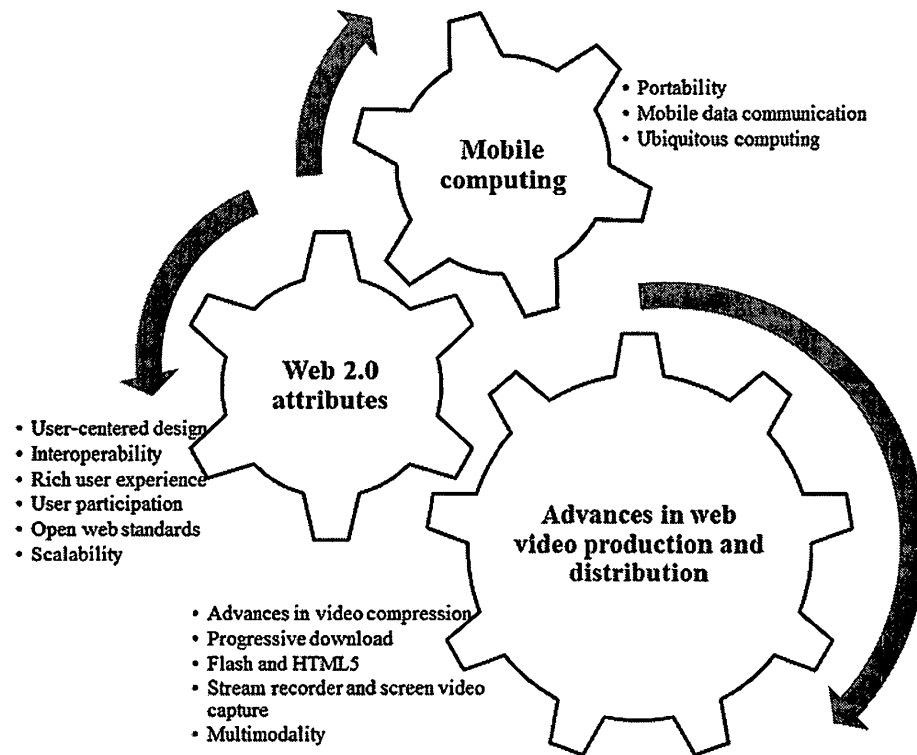 • Portability
• Mobile data communication
• Ubiquitous computing
Mobile
computing
Web 2.0
attributes
• User-centered design
• Interoperability
• Rich user experience
• User participation
• Open web standards
• Scalability
Advances in web
video production and
distribution
• Advances in video compression
• Progressive download
• Flash and HTML5
• Stream recorder and screen video
capture
• Multimodality